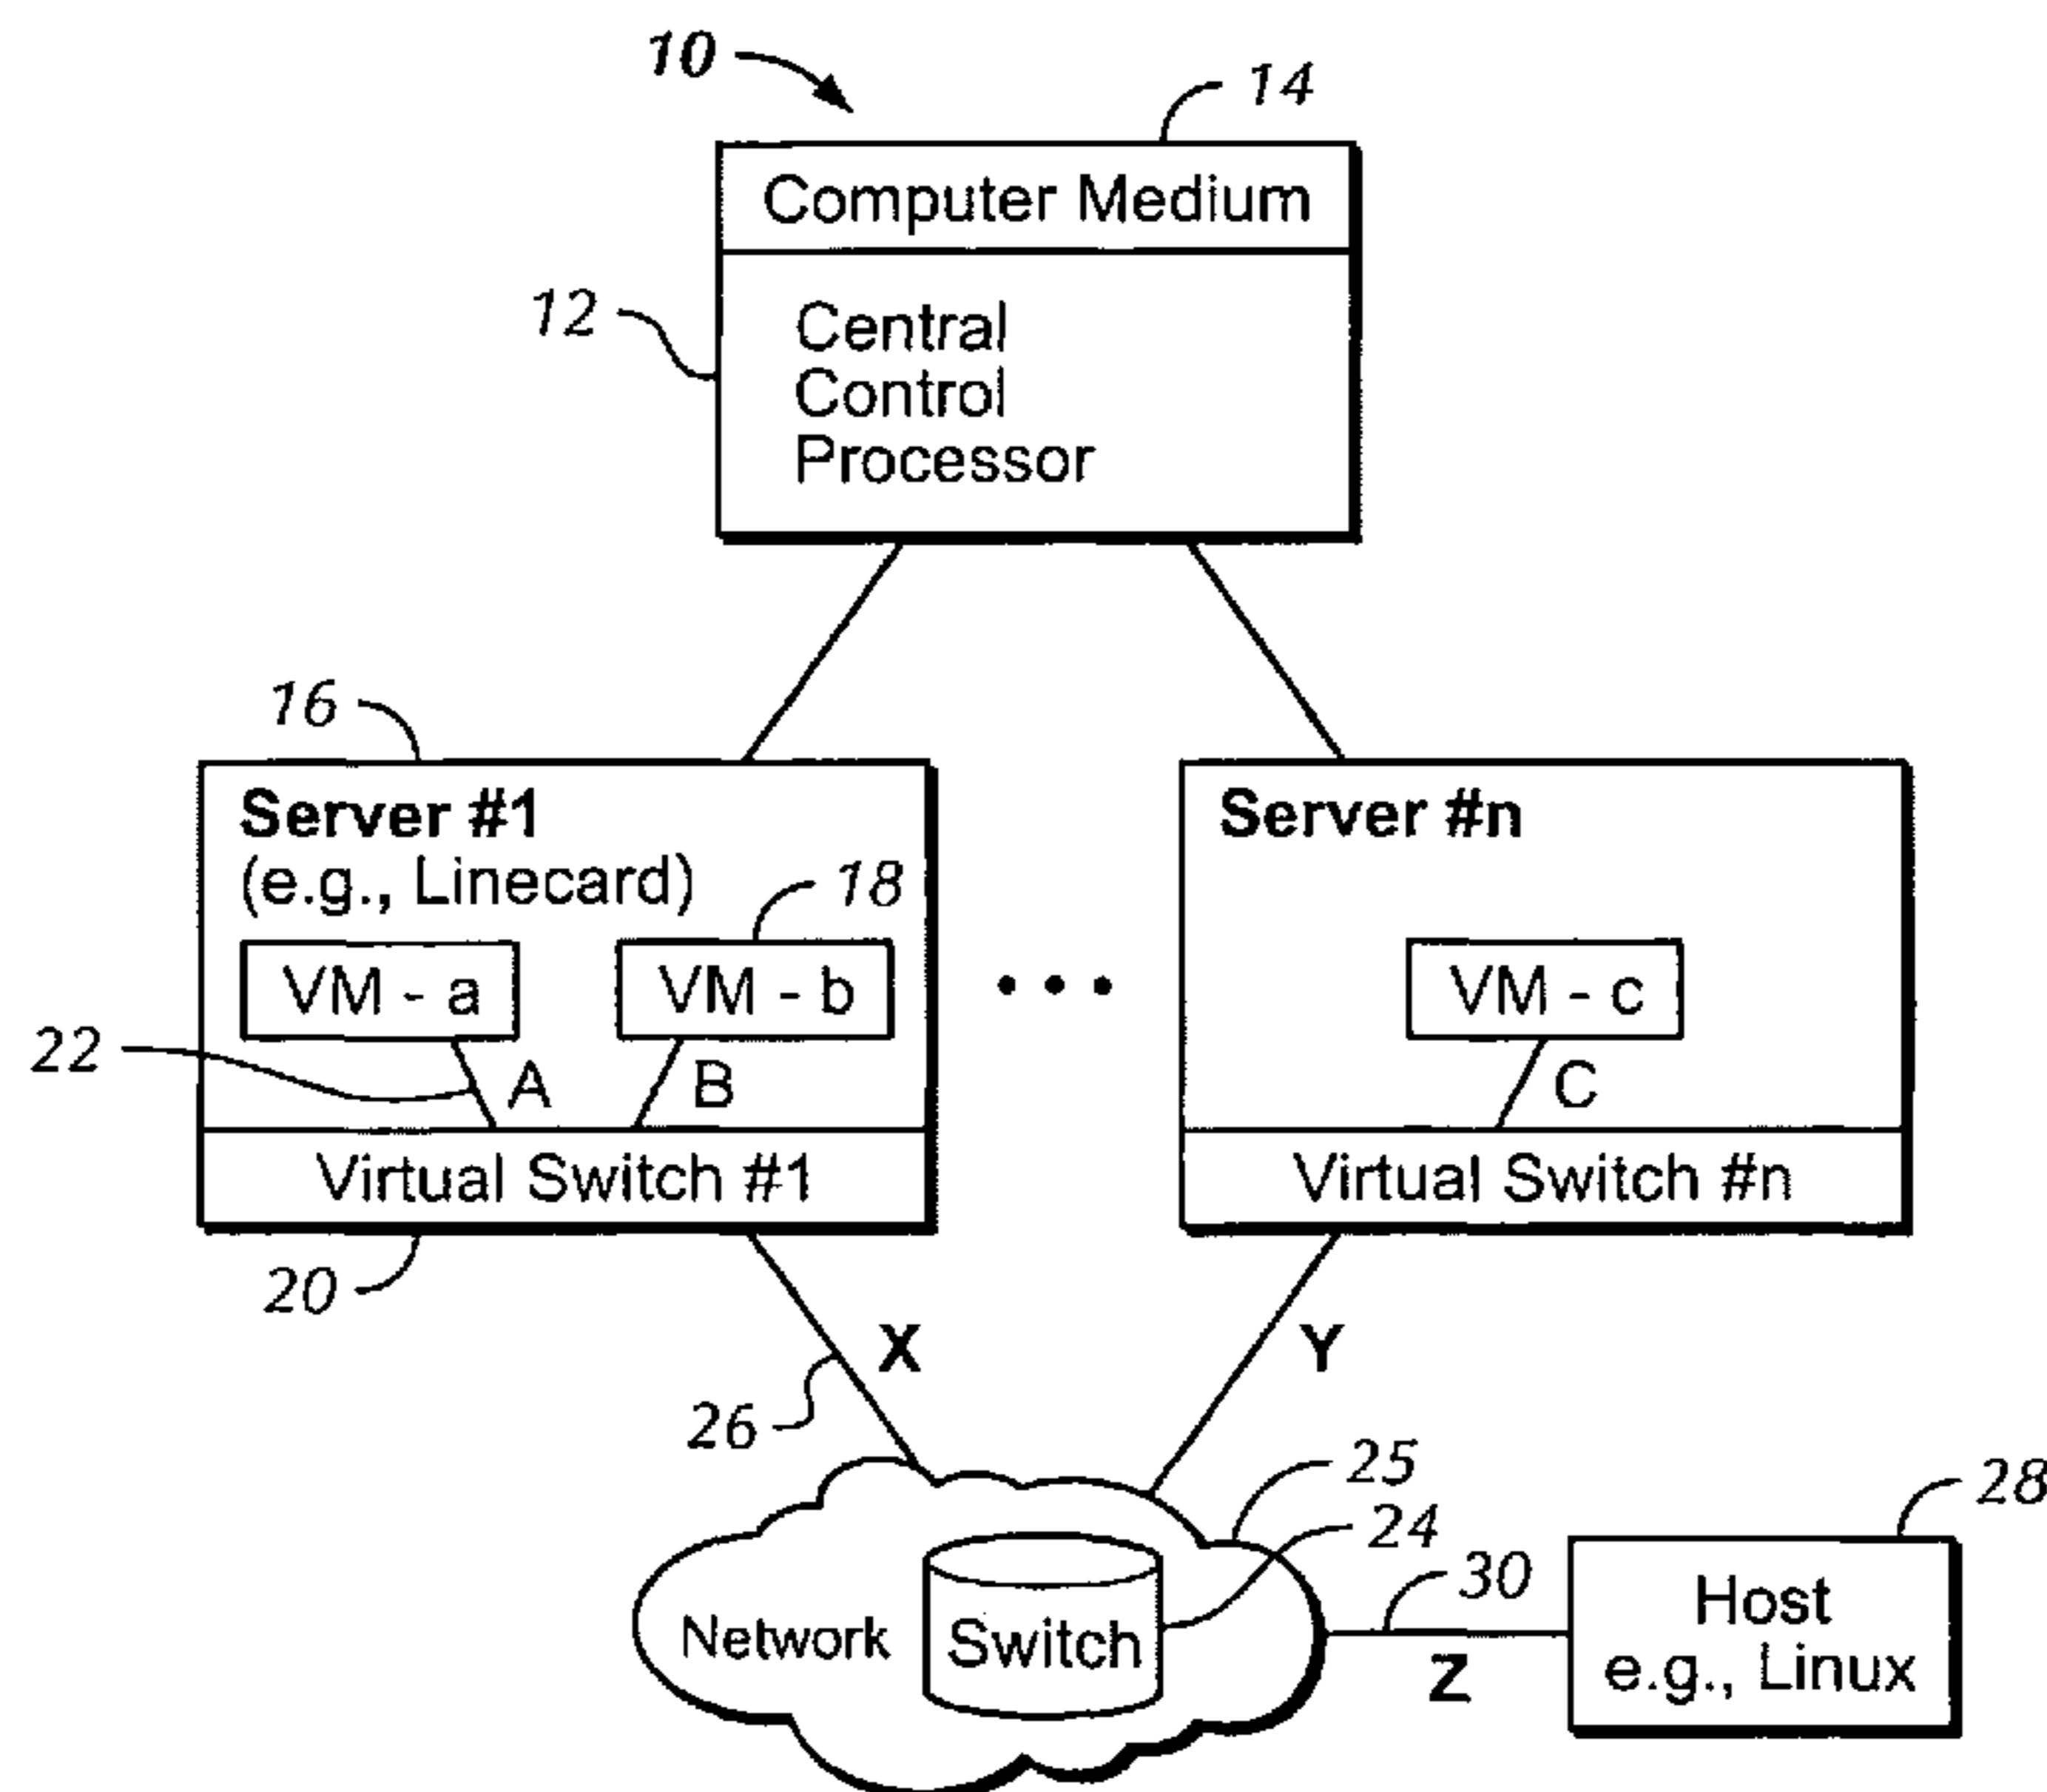 10
14
Computer Medium
12
Central
Control
Processor
16
Server #1
(e.g., Linecard)
18
VM - a
VM - b
22
A
B
Virtual Switch #1
20
• • •
Server #n
VM - c
C
Virtual Switch #n
X
Y
26
25
24
28
Network
Switch
30
Z
Host
e.g., Linux